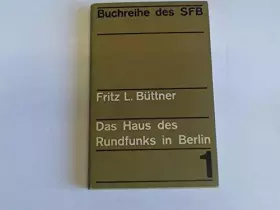 Buchreihe des SFB
Fritz L. Büttner
Das Haus des
Rundfunks in Berlin
1